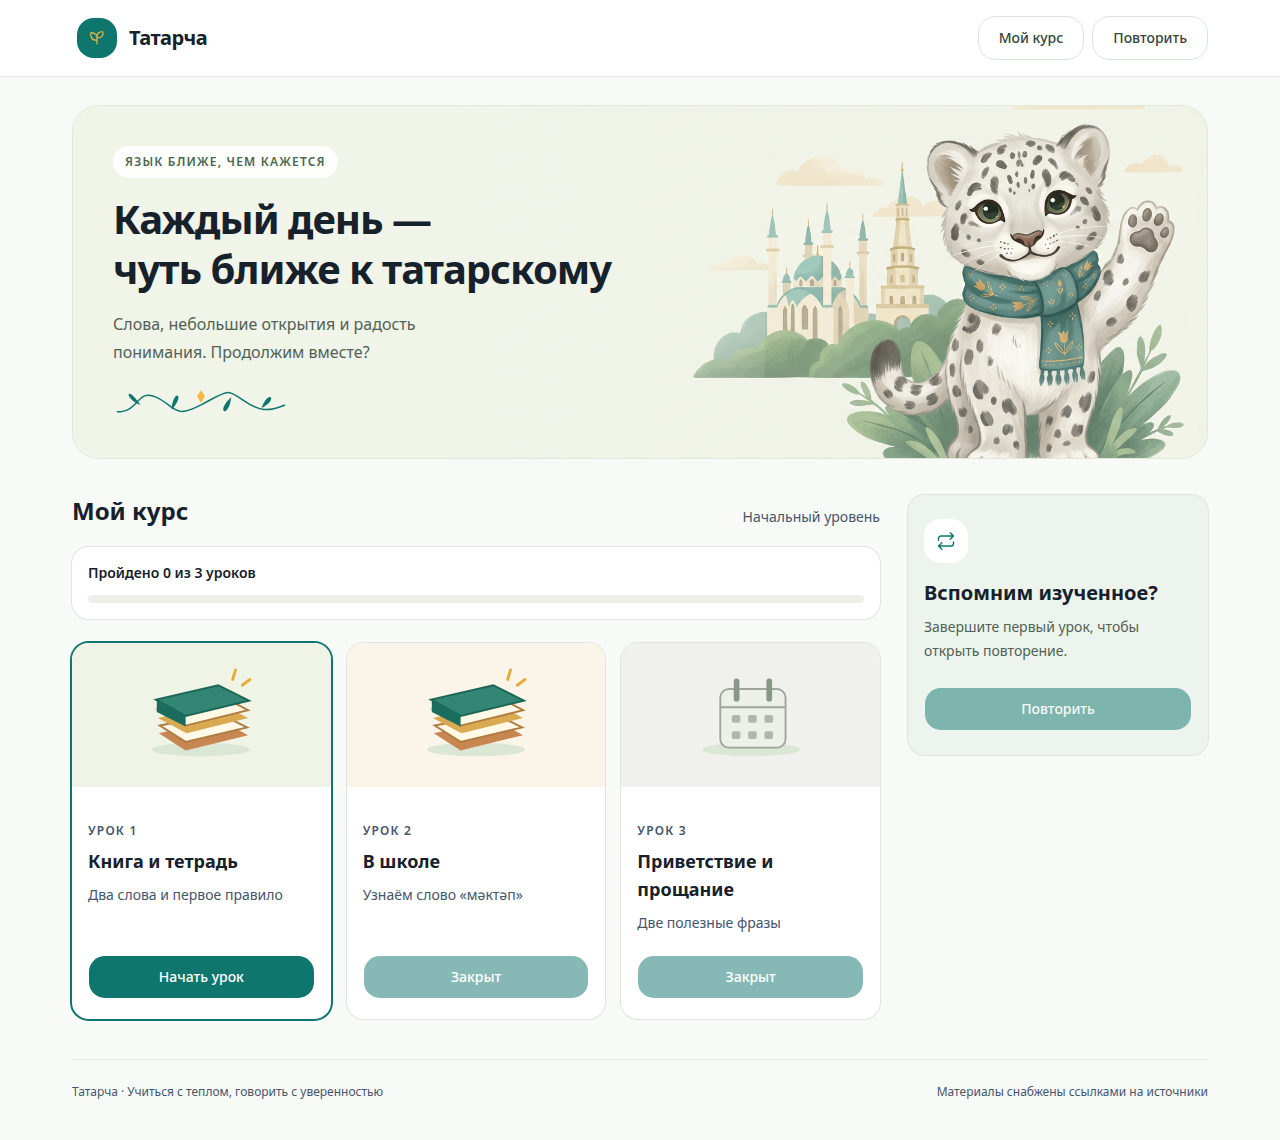 Татарча
Мой курс
Повторить
ЯЗЫК БЛИЖЕ, ЧЕМ КАЖЕТСЯ
Каждый день —
чуть ближе к татарскому
Слова, небольшие открытия и радость
понимания. Продолжим вместе?
Мой курс
Начальный уровень
Пройдено 0 из 3 уроков
УРОК 1
Книга и тетрадь
Два слова и первое правило
Начать урок
УРОК 2
В школе
Узнаём слово «мәктәп»
Закрыт
УРОК 3
Приветствие и
прощание
Две полезные фразы
Закрыт
Вспомним изученное?
Завершите первый урок, чтобы
открыть повторение.
Повторить
Татарча · Учиться с теплом, говорить с уверенностью
Материалы снабжены ссылками на источники